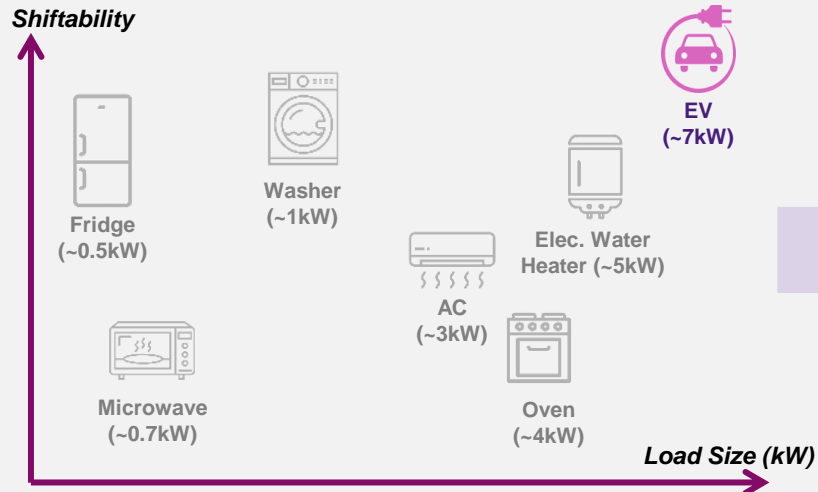 Shiftability
EV
(~7kW)
Washer
(~1kW)
Fridge
(~0.5kW)
Elec. Water
Heater (~5kW)
AC
(~3kW)
Microwave
(~0.7kW)
Oven
(~4kW)
Load Size (kW)